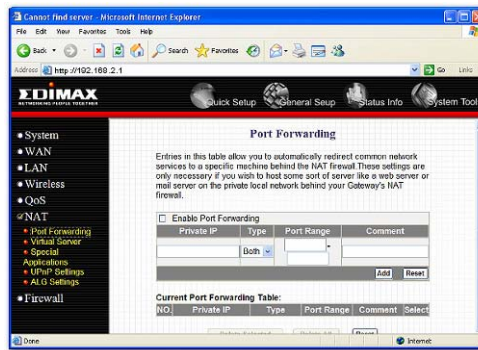 Cannot find server - Microsoft Internet Explorer
File Edit View Favorites Tools Help
Back Search Favorites
Address http://192.168.2.1 Go Links
EDIMAX
NETWORKING PEOPLE TOGETHER
Quick Setup General Seup Status Info System Tool
System
WAN
LAN
Wireless
QoS
NAT
Port Forwarding
Virtual Server
Special
Applications
UPnP Settings
ALG Settings
Firewall
Port Forwarding
Entries in this table allow you to automatically redirect common network
services to a specific machine behind the NAT firewall.These settings are
only necessary if you wish to host some sort of server like a web server or
mail server on the private local network behind your Gateway's NAT
firewall.
Enable Port Forwarding
Private IP Type Port Range Comment
Both -
Add Reset
Current Port Forwarding Table:
NO. Private IP Type Port Range Comment Select
Delete Selected Delete All Reset
Done Internet